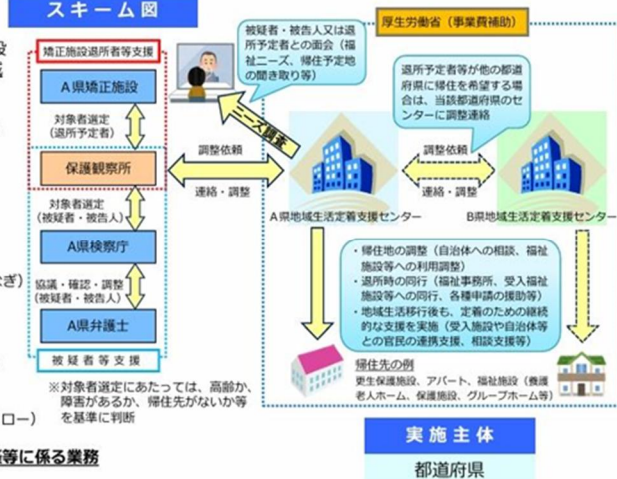 スキーム図
厚生労働省（事業費補助）
矯正施設退所者等支援
A県矯正施設
対象者選定
（退所予定者）
保護観察所
対象者選定
（被疑者・被告人）
A県検察庁
協議・確認・調整
（被疑者・被告人）
A県弁護士
被疑者等支援
※対象者選定にあたっては、高齢か、
障害があるか、帰住先がないか等
を基準に判断
被疑者・被告人又は退
所予定者との面会（福
祉ニーズ、帰住予定地
の聞き取り等）
ニーズ調査
退所予定者等が他の都道
府県に帰住を希望する場
合は、当該都道府県のセ
ンターに調整連絡
調整依頼
連絡・調整
調整依頼
連絡・調整
A県地域生活定着支援センター
B県地域生活定着支援センター
・帰住地の調整（自治体への相談、福祉
施設等への利用調整）
・退所時の同行（福祉事務所、受入福祉
施設等への同行、各種申請の援助等）
・地域生活移行後も、定着のための継続
的な支援を実施（受入施設や自治体等
との官民の連携支援、相談支援等）
帰住先の例
更生保護施設、アパート、福祉施設（養護
老人ホーム、保護施設、グループホーム等）
ロー）
等に係る業務
実施主体
都道府県